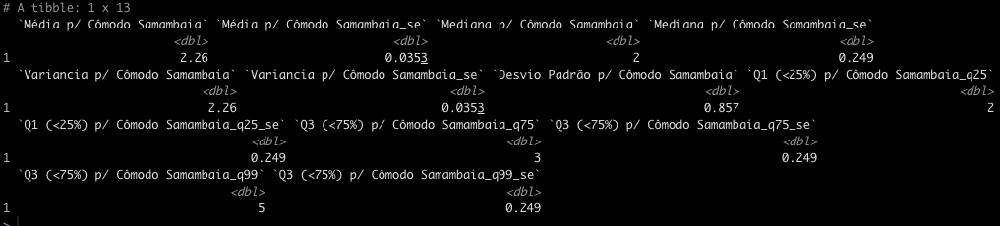 # A tibble: 1 x 13
`Média p/ Cômodo Samambaia` `Média p/ Cômodo Samambaia_se` `Mediana p/ Cômodo Samambaia` `Mediana p/ Cômodo Samambaia_se`
<dbl> <dbl> <dbl> <dbl>
1 2.26 0.0353 2 0.249
`Variancia p/ Cômodo Samambaia` `Variancia p/ Cômodo Samambaia_se` `Desvio Padrão p/ Cômodo Samambaia` `Q1 (<25%) p/ Cômodo Samambaia_q25`
<dbl> <dbl> <dbl> <dbl>
1 2.26 0.0353 0.857 2
`Q1 (<25%) p/ Cômodo Samambaia_q25_se` `Q3 (<75%) p/ Cômodo Samambaia_q75` `Q3 (<75%) p/ Cômodo Samambaia_q75_se`
<dbl> <dbl> <dbl>
1 0.249 3 0.249
`Q3 (<75%) p/ Cômodo Samambaia_q99` `Q3 (<75%) p/ Cômodo Samambaia_q99_se`
<dbl> <dbl>
1 5 0.249
>